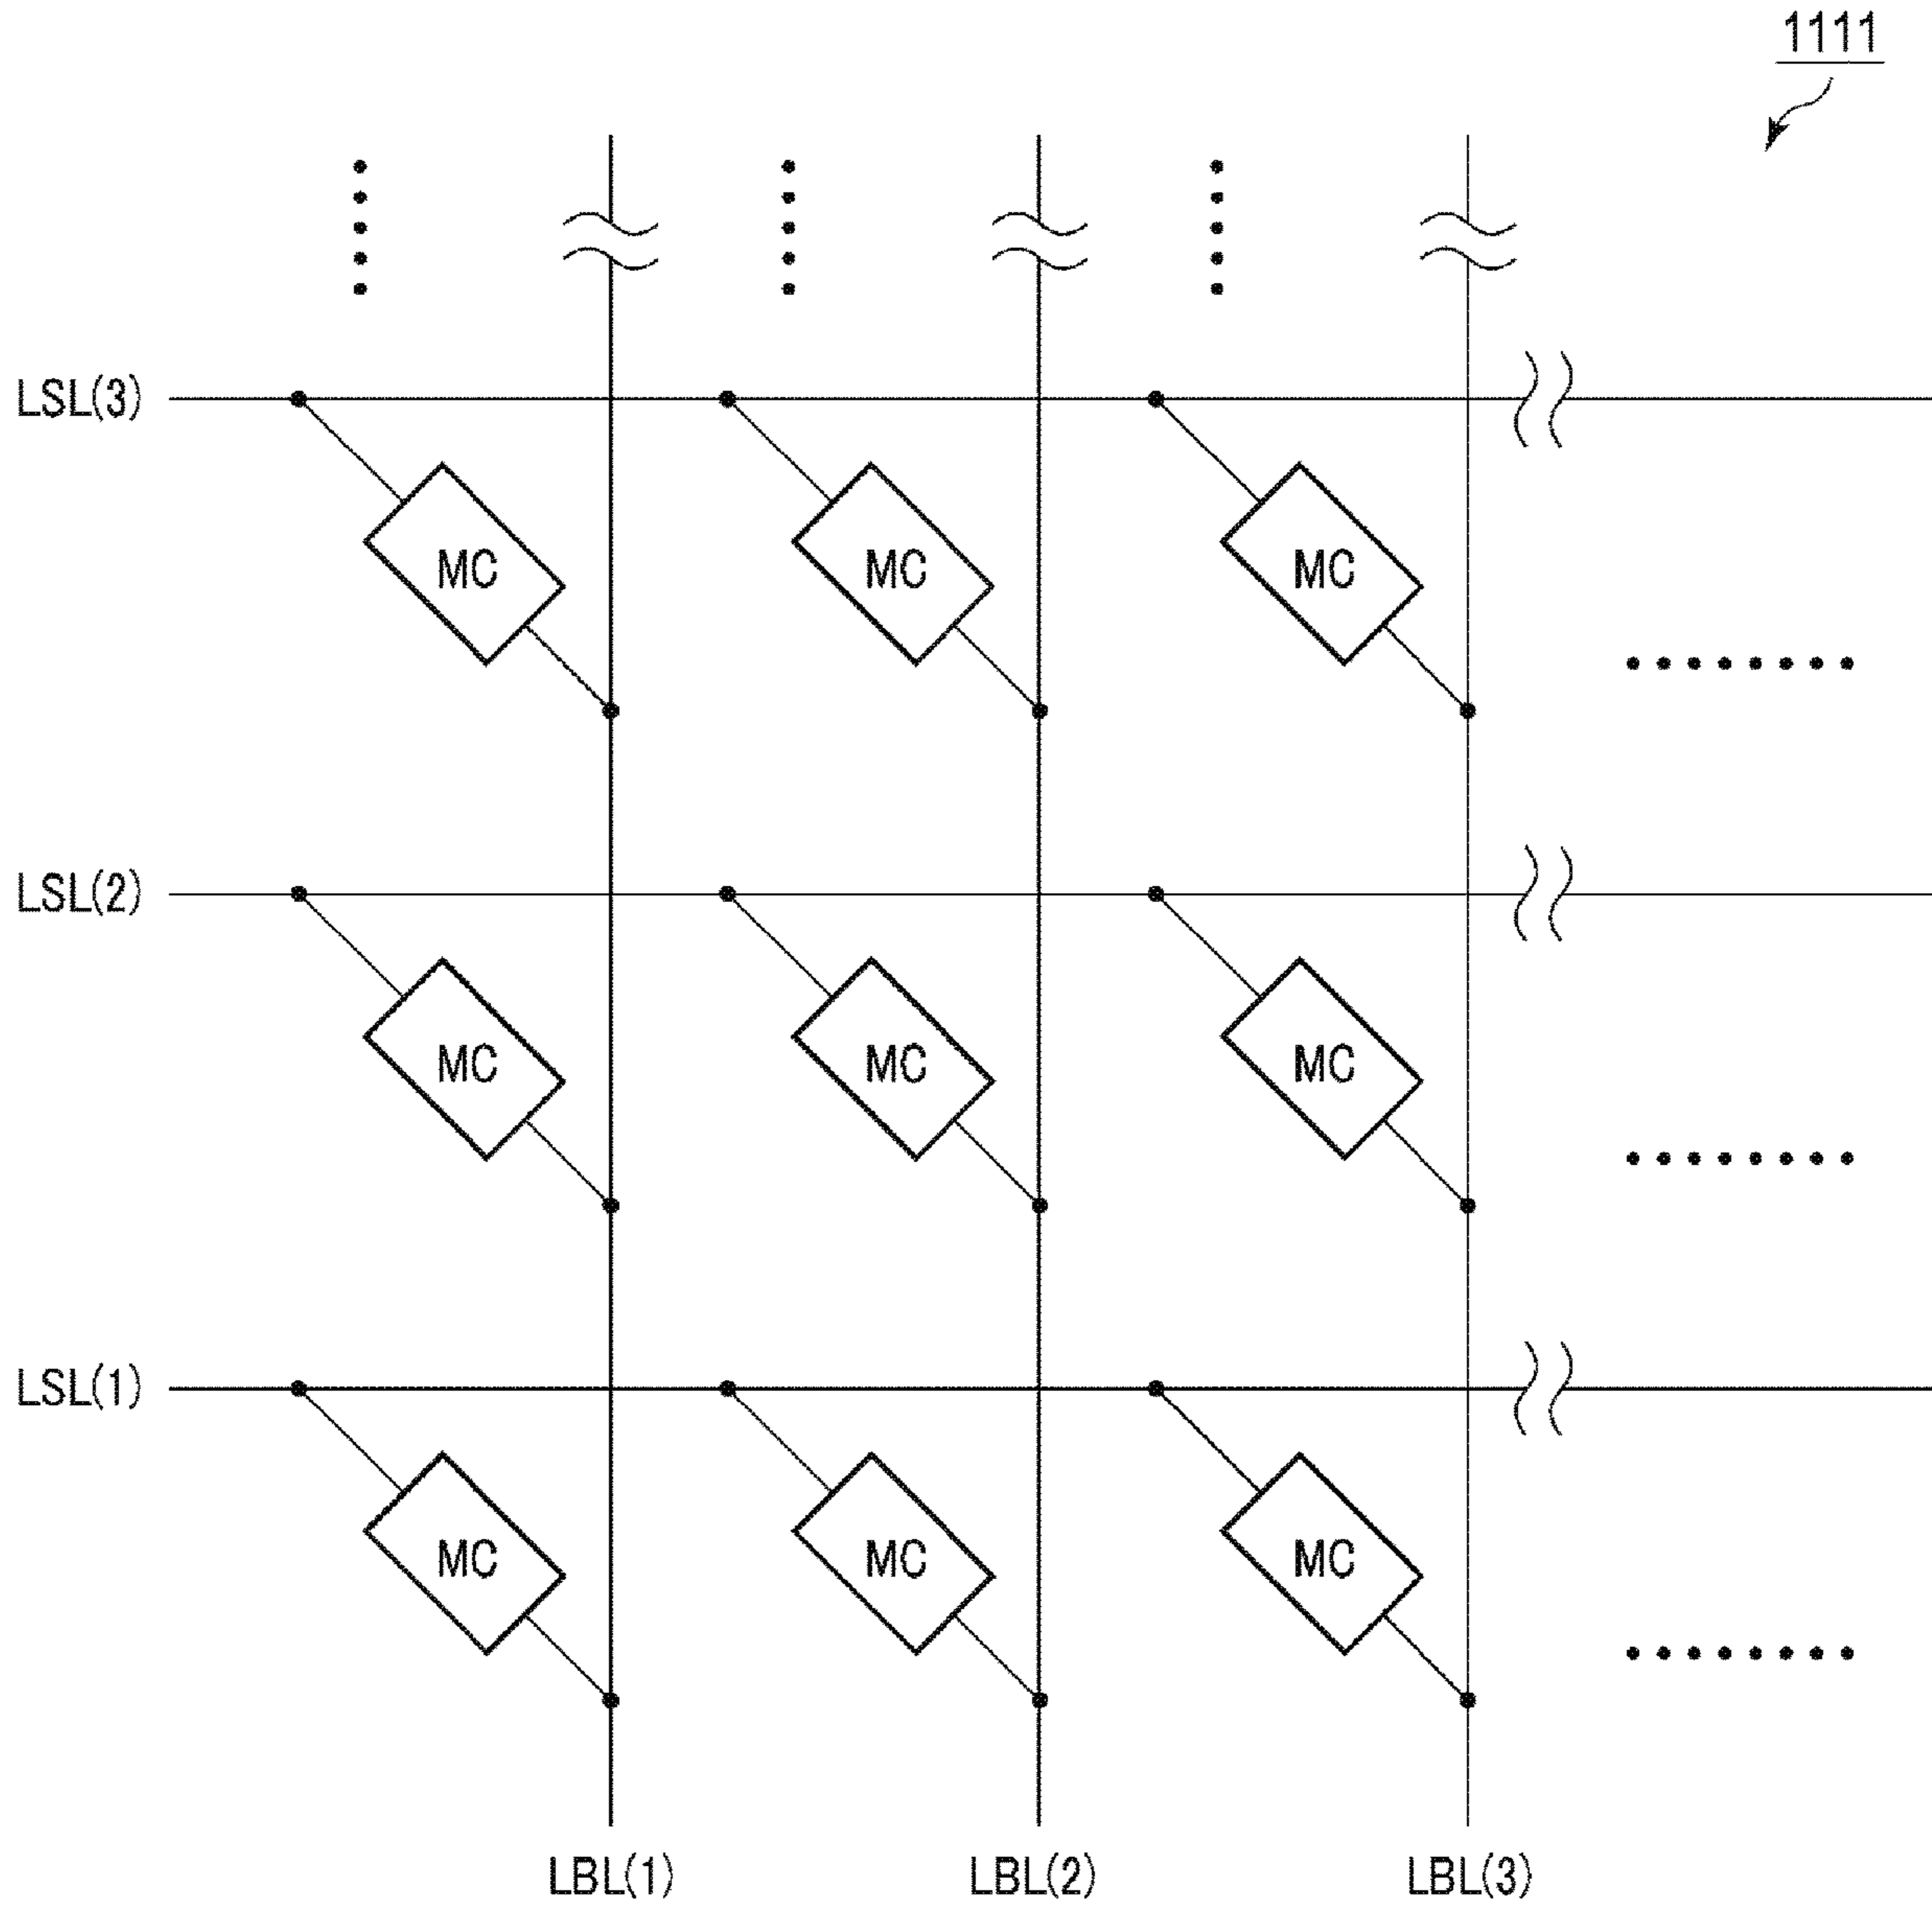 1111
LSL(3)
MC MC MC
LSL(2)
MC MC MC
LSL(1)
MC MC MC
LBL(1) LBL(2) LBL(3)